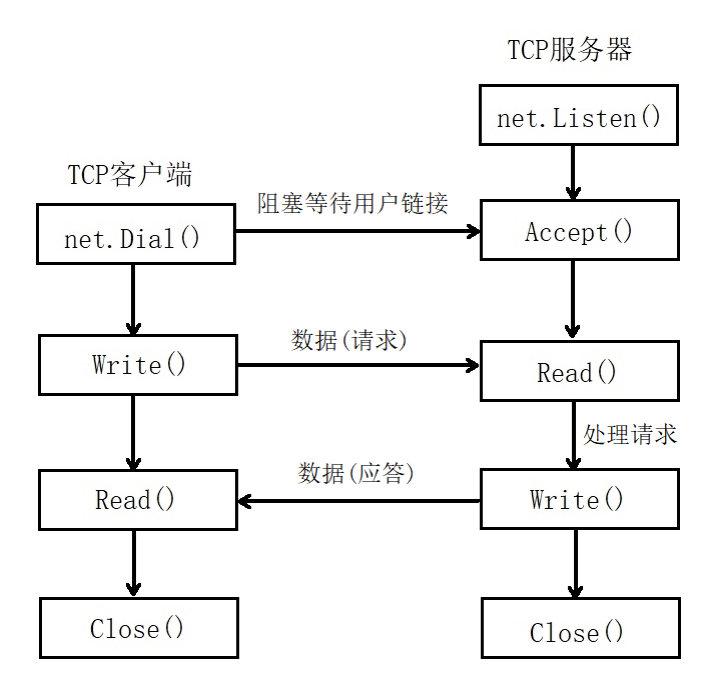 TCP服务器
net.Listen()
TCP客户端
阻塞等待用户链接
net.Dial()
Accept()
数据(请求)
Write()
Read()
处理请求
数据(应答)
Read()
Write()
Close()
Close()